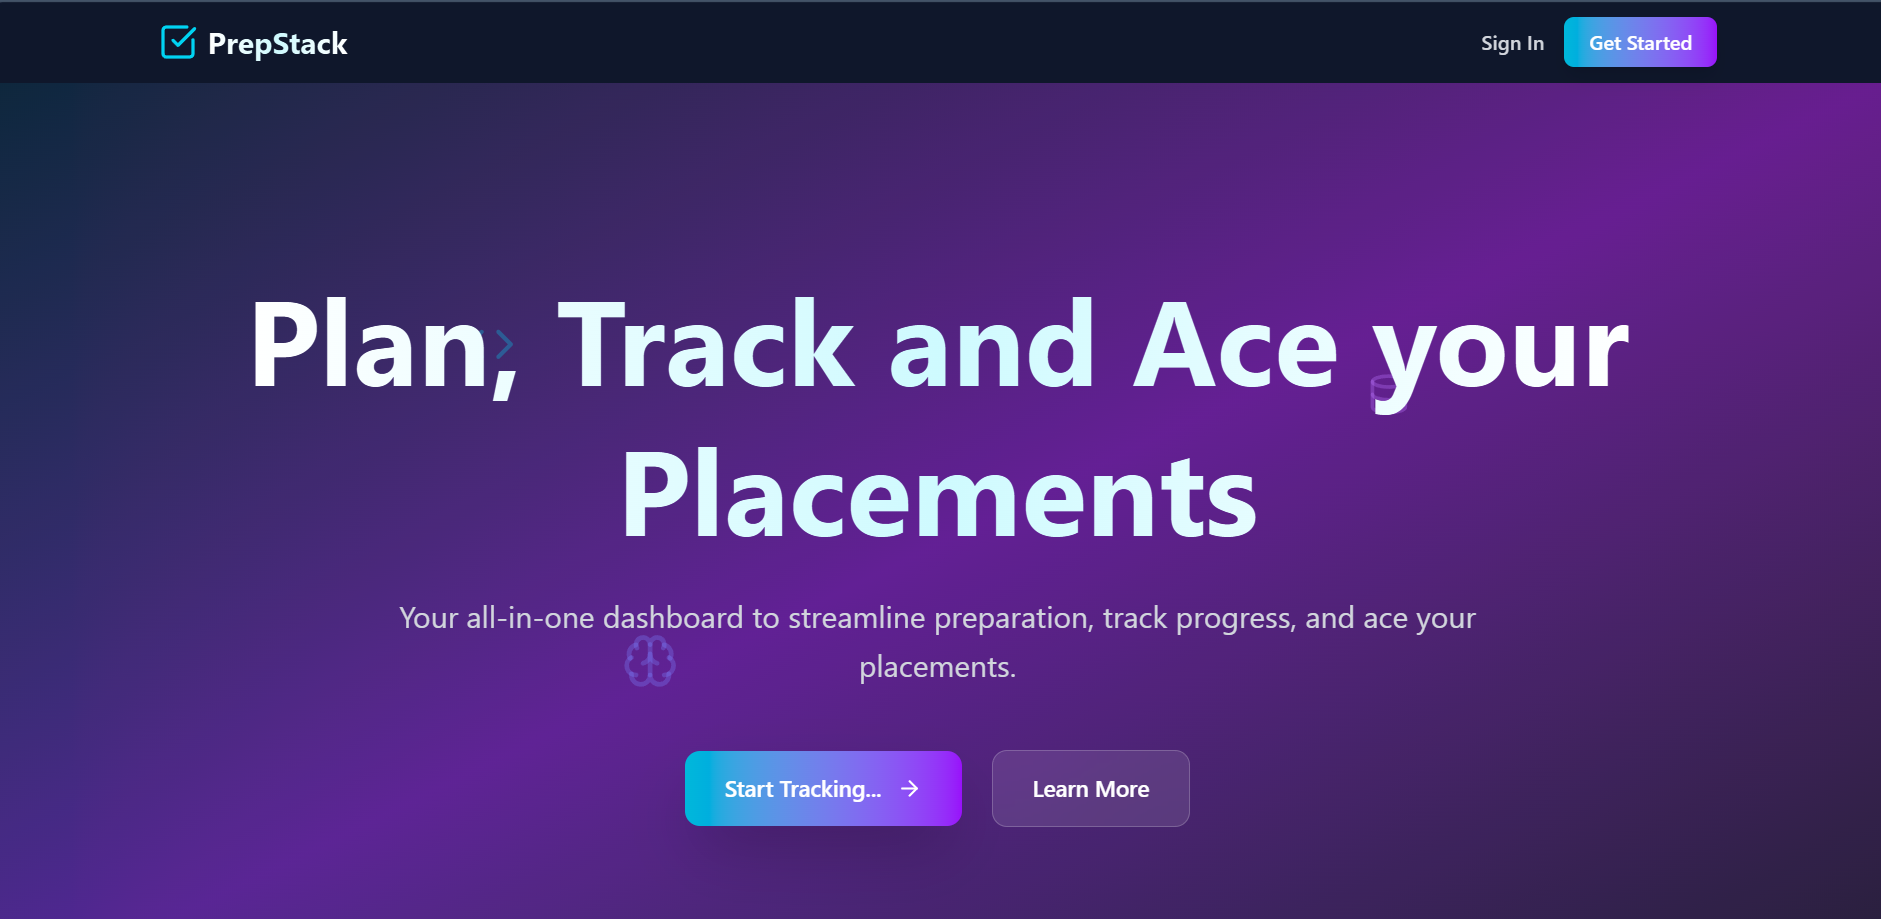 PrepStack
Sign In
Get Started
Plan, Track and Ace your
Placements
Your all-in-one dashboard to streamline preparation, track progress, and ace your
placements.
Start Tracking...
Learn More